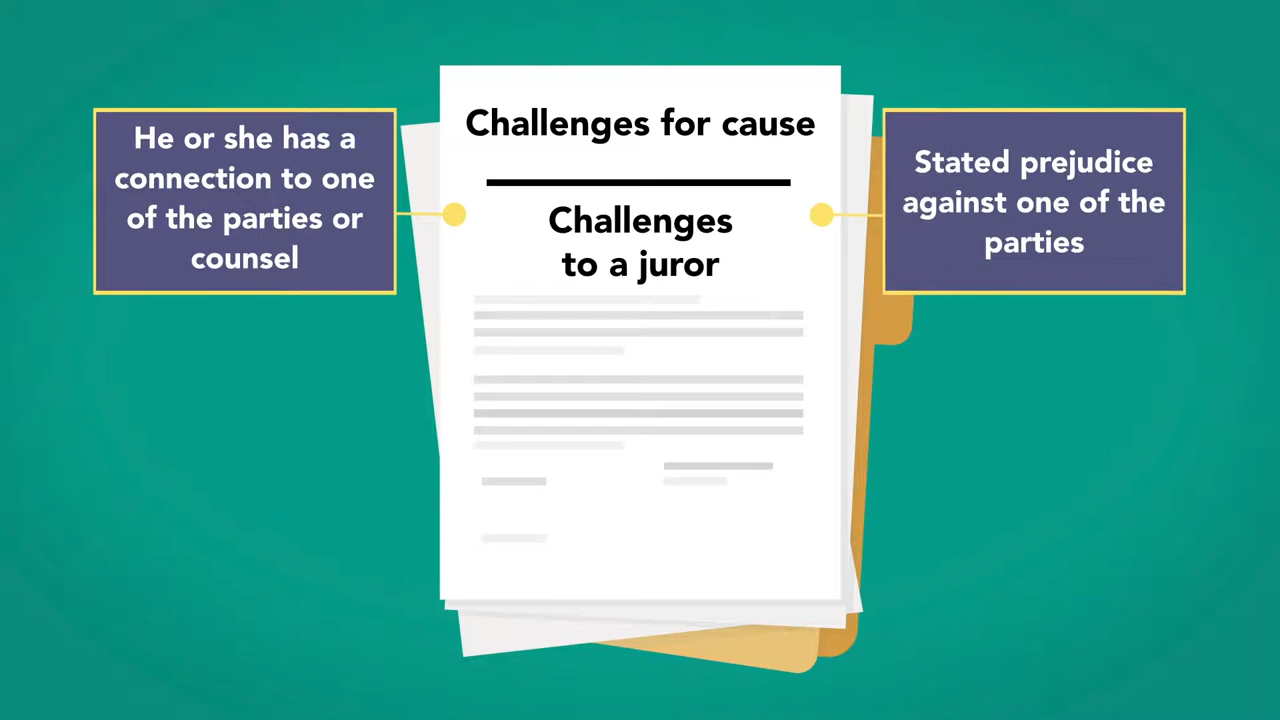 Challenges for cause
Challenges
to a juror
He or she has a
connection to one
of the parties or
counsel
Stated prejudice
against one of the
parties